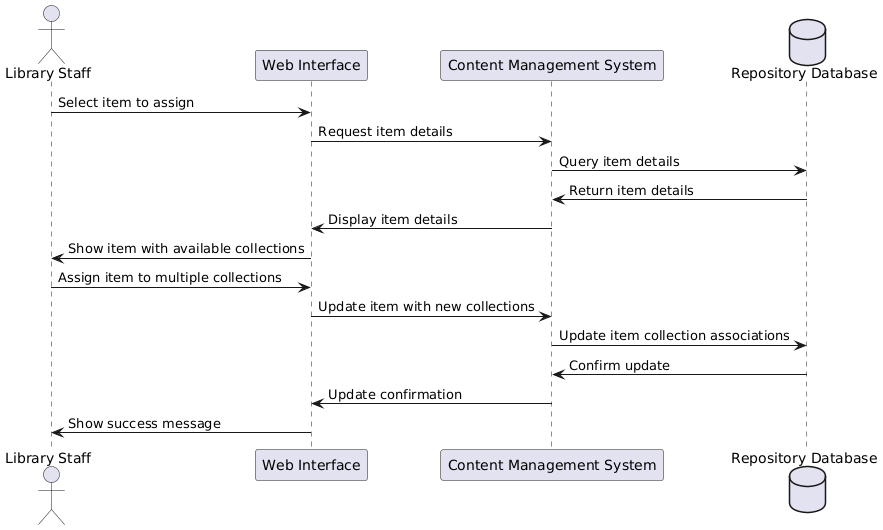 Library Staff
Web Interface
Content Management System
Repository Database
Select item to assign
Request item details
Query item details
Return item details
Display item details
Show item with available collections
Assign item to multiple collections
Update item with new collections
Update item collection associations
Confirm update
Update confirmation
Show success message
Library Staff
Web Interface
Content Management System
Repository Database